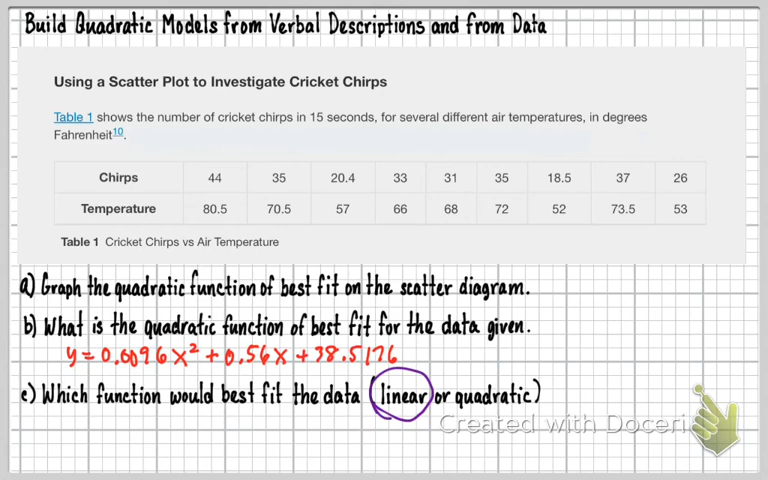 Build Quadratic Models from Verbal Descriptions and from Data
Using a Scatter Plot to Investigate Cricket Chirps
Table 1 shows the number of cricket chirps in 15 seconds, for several different air temperatures, in degrees
Fahrenheit10.
Chirps 44 35 20.4 33 31 35 18.5 37 26
Temperature 80.5 70.5 57 66 68 72 52 73.5 53
Table 1 Cricket Chirps vs Air Temperature
a) Graph the quadratic function of best fit on the scatter diagram.
b) What is the quadratic function of best fit for the data given.
y = 0.0096x² + 0.56x + 38.5176
c) Which function would best fit the data (linear or quadratic)
Created with Doceri